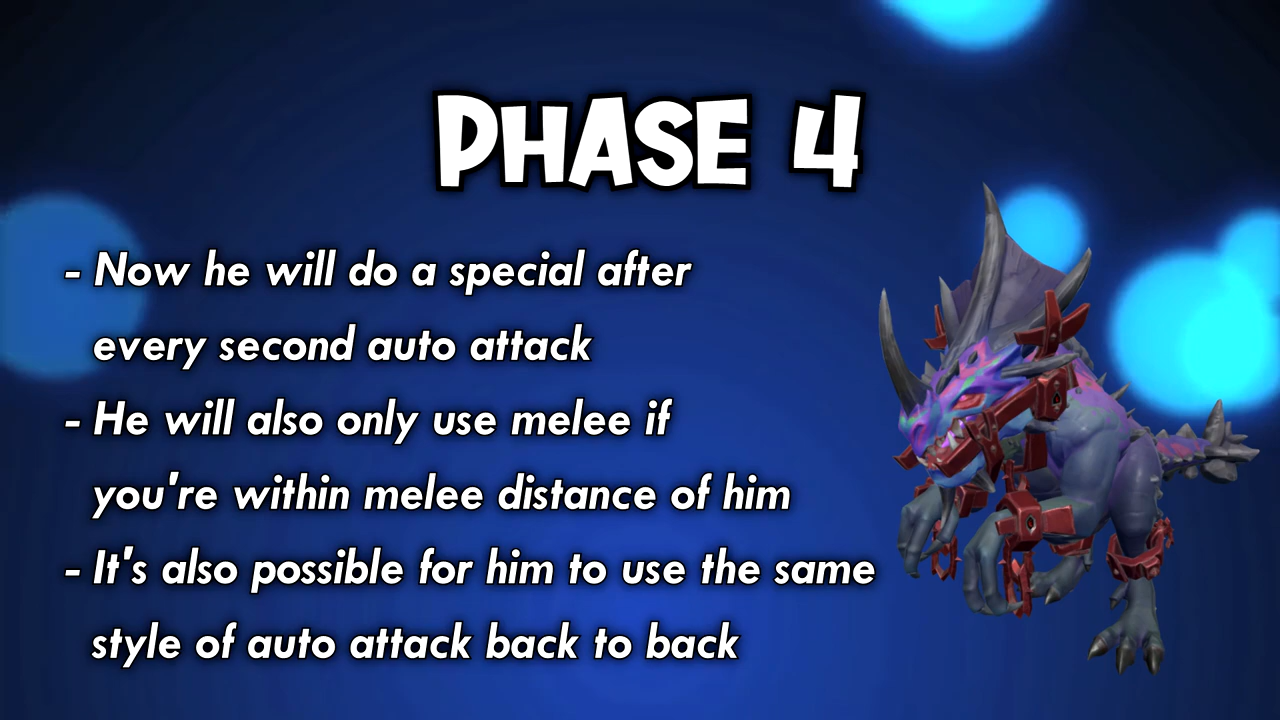 PHASE 4
- Now he will do a special after
every second auto attack
- He will also only use melee if
you're within melee distance of him
- It's also possible for him to use the same
style of auto attack back to back